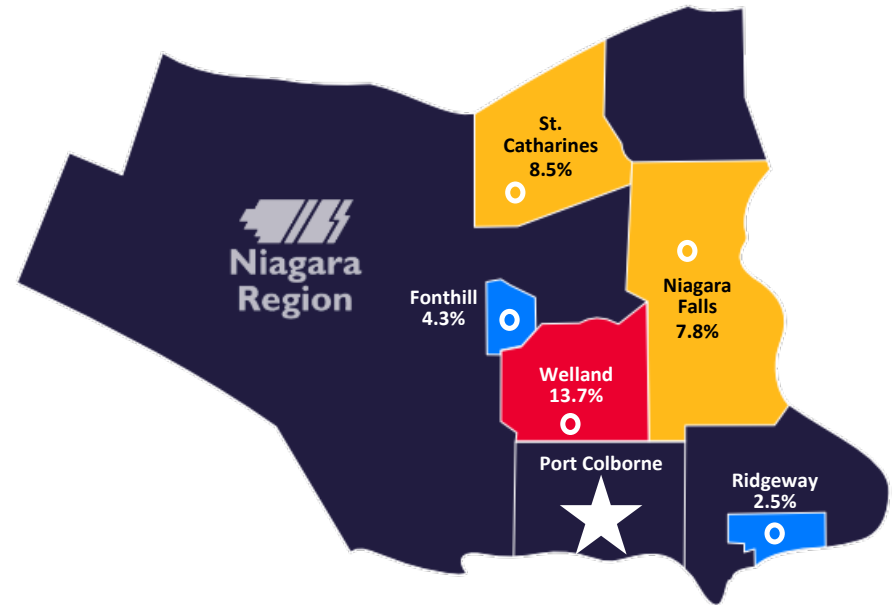 St.
Catharines
8.5%
Niagara
Region
Fonthill
4.3%
Niagara
Falls
7.8%
Welland
13.7%
Port Colborne
Ridgeway
2.5%